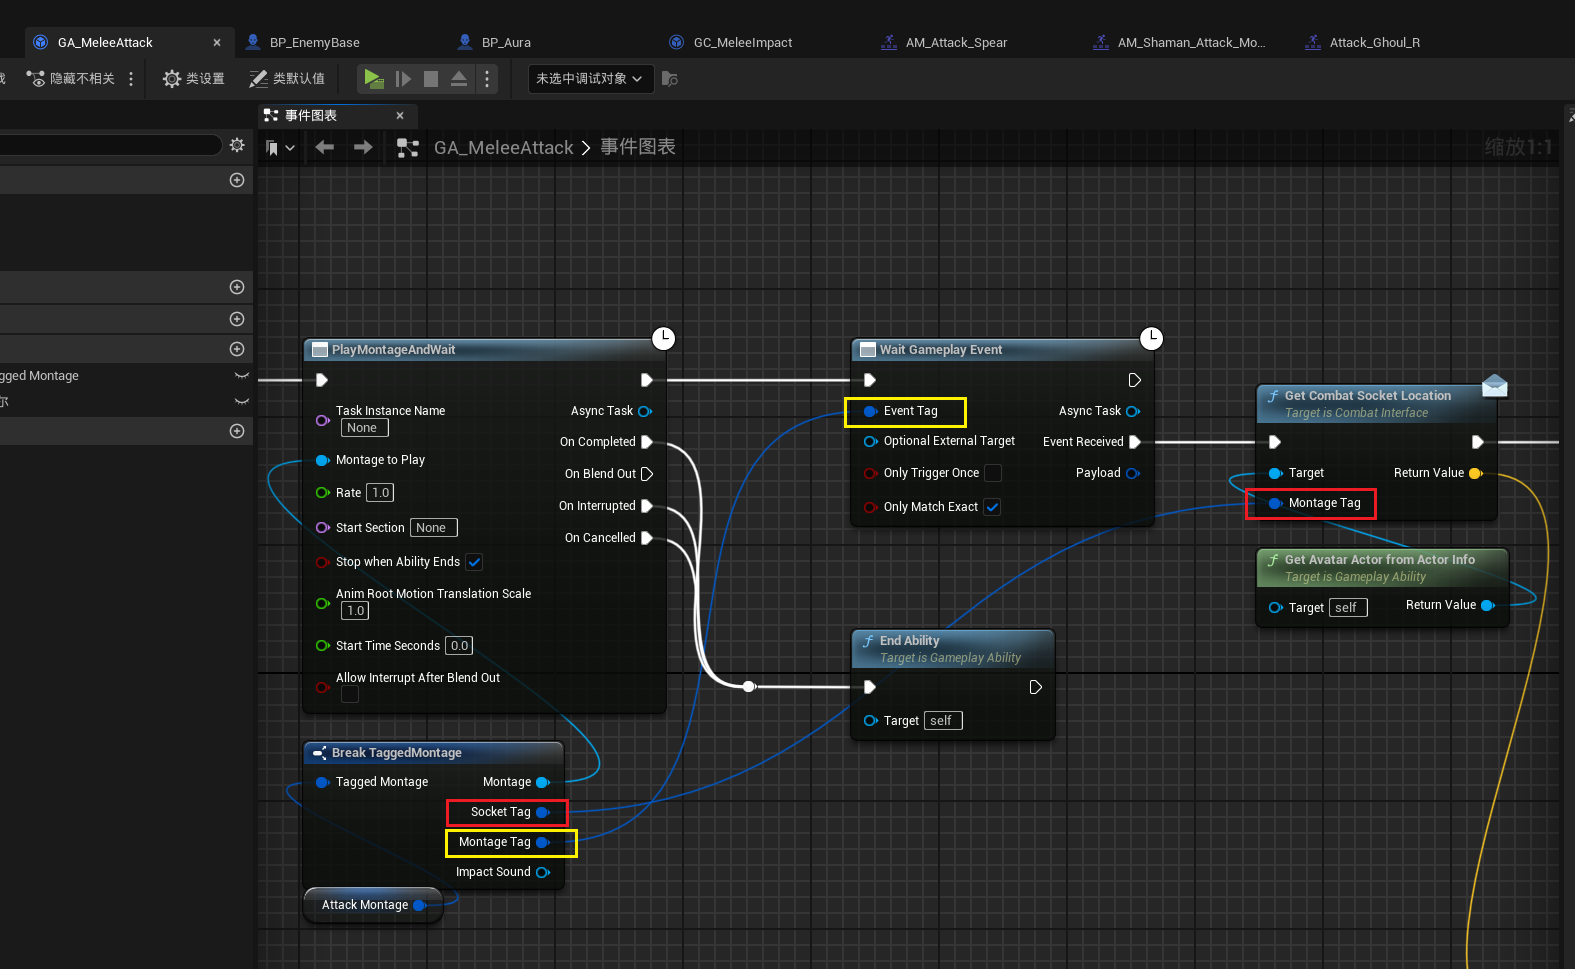 GA_MeleeAttack
BP_EnemyBase
BP_Aura
GC_MeleeImpact
AM_Attack_Spear
AM_Shaman_Attack_Mo...
Attack_Ghoul_R
隐藏不相关
类设置
类默认值
未选中调试对象
事件图表
GA_MeleeAttack > 事件图表
缩放1:1
gged Montage
尔
PlayMontageAndWait
Task Instance Name
None
Montage to Play
Rate 1.0
Start Section None
Stop when Ability Ends
Anim Root Motion Translation Scale
1.0
Start Time Seconds 0.0
Allow Interrupt After Blend Out
Async Task
On Completed
On Blend Out
On Interrupted
On Cancelled
Wait Gameplay Event
Event Tag
Optional External Target
Only Trigger Once
Only Match Exact
Async Task
Event Received
Payload
Get Combat Socket Location
Target is Combat Interface
Target
Return Value
Montage Tag
Get Avatar Actor from Actor Info
Target is Gameplay Ability
Target self
Return Value
End Ability
Target is Gameplay Ability
Target self
Break TaggedMontage
Tagged Montage
Montage
Socket Tag
Montage Tag
Impact Sound
Attack Montage